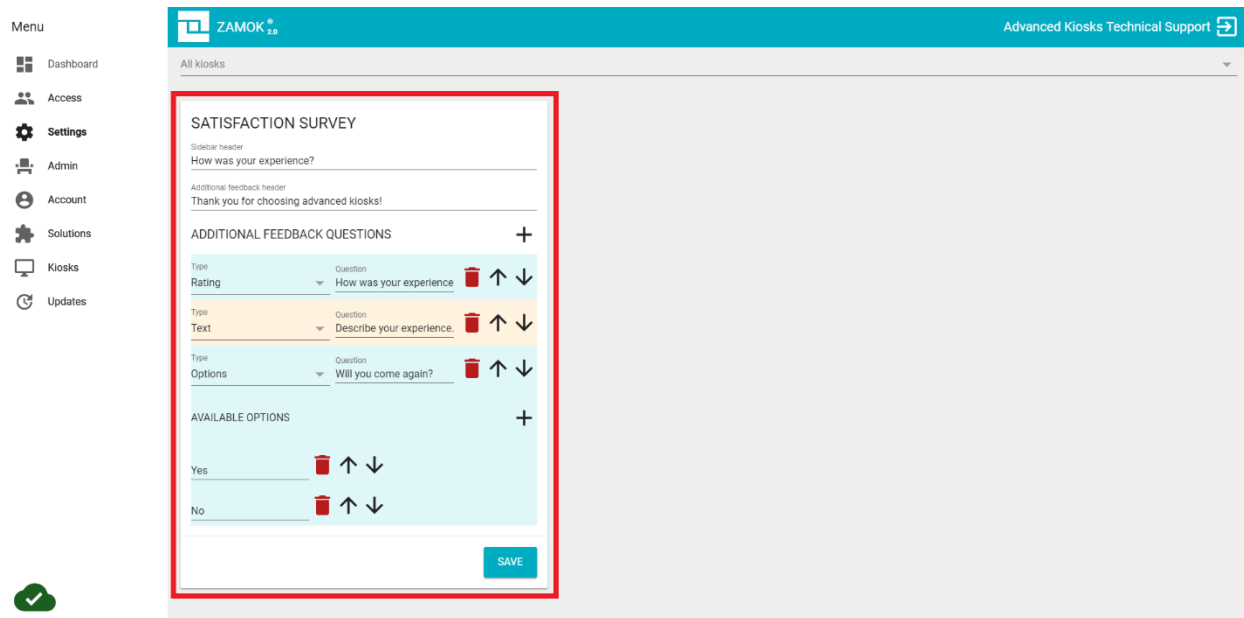 Menu
Dashboard
Access
Settings
Admin
Account
Solutions
Kiosks
Updates
ZAMOK ® 2.0
Advanced Kiosks Technical Support
All kiosks
SATISFACTION SURVEY
Sidebar header
How was your experience?
Additional feedback header
Thank you for choosing advanced kiosks!
ADDITIONAL FEEDBACK QUESTIONS
Type Question
Rating How was your experience
Type Question
Text Describe your experience.
Type Question
Options Will you come again?
AVAILABLE OPTIONS
Yes
No
SAVE